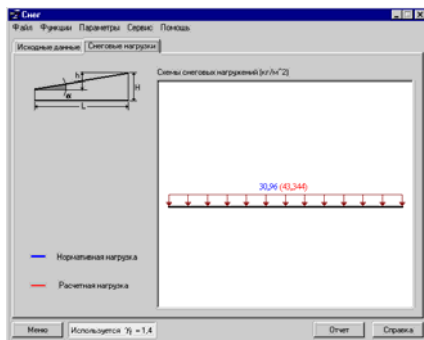 Снег
Файл Функции Параметры Сервис Помощь
Исходные данные Снеговые нагрузки
Схемы снеговых нагружений (кг/м^2)
h
H
α
L
30,96 (43,344)
Нормативная нагрузка
Расчетная нагрузка
Меню Используется γf = 1,4 Отчет Справка